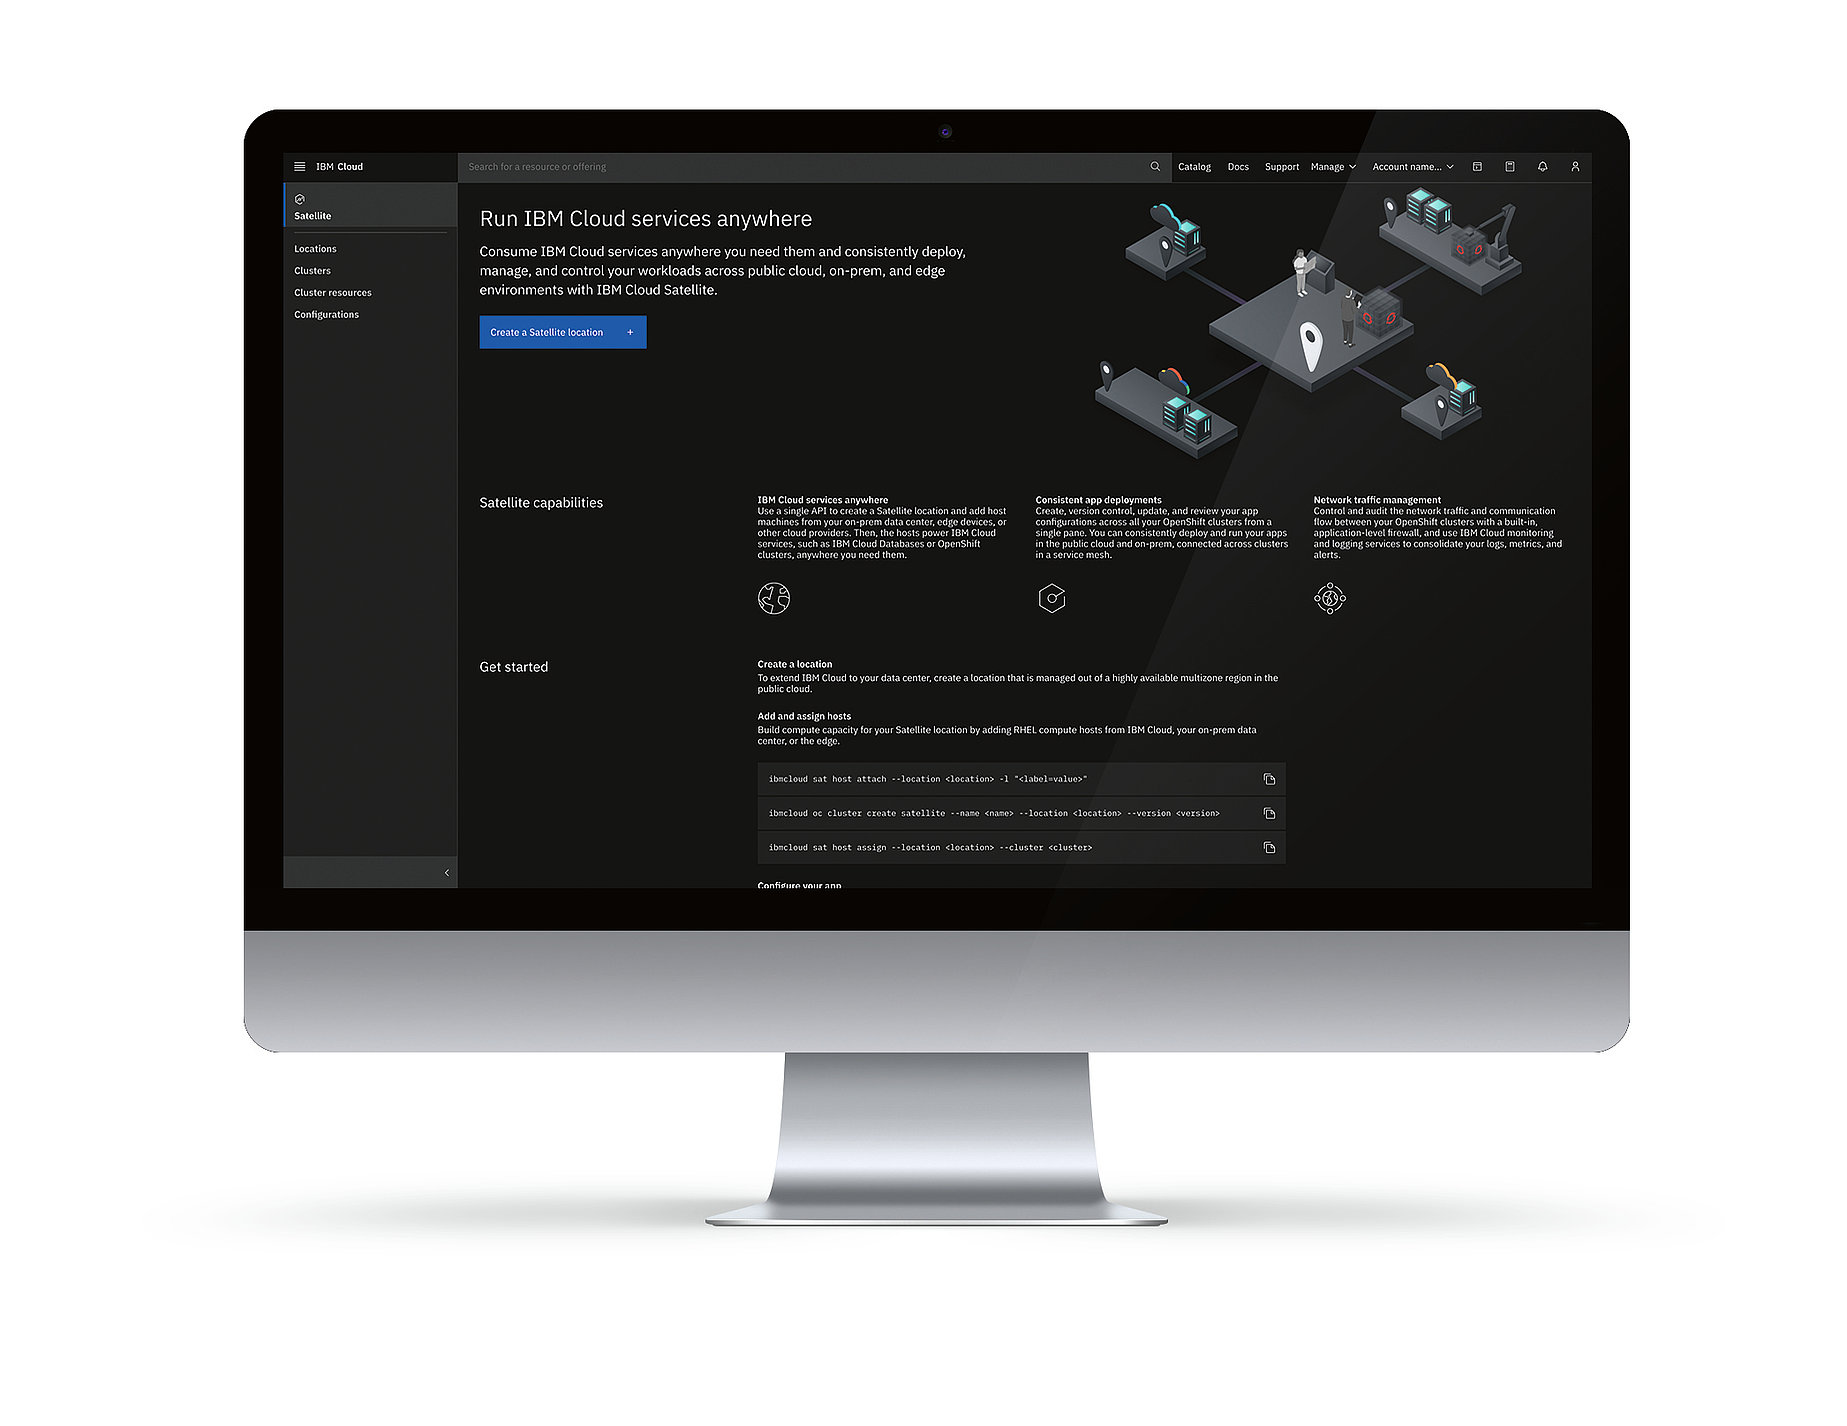 IBM Cloud
Search for a resource or offering
Catalog
Docs
Support
Manage
Account name...
Satellite
Locations
Clusters
Cluster resources
Configurations
Run IBM Cloud services anywhere
Consume IBM Cloud services anywhere you need them and consistently deploy,
manage, and control your workloads across public cloud, on-prem, and edge
environments with IBM Cloud Satellite.
Create a Satellite location +
Satellite capabilities
IBM Cloud services anywhere
Use a single API to create a Satellite location and add host
machines from your on-prem data center, edge devices, or
other cloud providers. Then, the hosts power IBM Cloud
services, such as IBM Cloud Databases or OpenShift
clusters, anywhere you need them.
Consistent app deployments
Create, version control, update, and review your app
configurations across all your OpenShift clusters from a
single pane. You can consistently deploy and run your apps
in the public cloud and on-prem, connected across clusters
in a service mesh.
Network traffic management
Control and audit the network traffic and communication
flow between your OpenShift clusters with a built-in,
application-level firewall, and use IBM Cloud monitoring
and logging services to consolidate your logs, metrics, and
alerts.
Get started
Create a location
To extend IBM Cloud to your data center, create a location that is managed out of a highly available multizone region in the
public cloud.
Add and assign hosts
Build compute capacity for your Satellite location by adding RHEL compute hosts from IBM Cloud, your on-prem data
center, or the edge.
ibmcloud sat host attach --location <location> -l "<label=value>"
ibmcloud oc cluster create satellite --name <name> --location <location> --version <version>
ibmcloud sat host assign --location <location> --cluster <cluster>
Configure your app